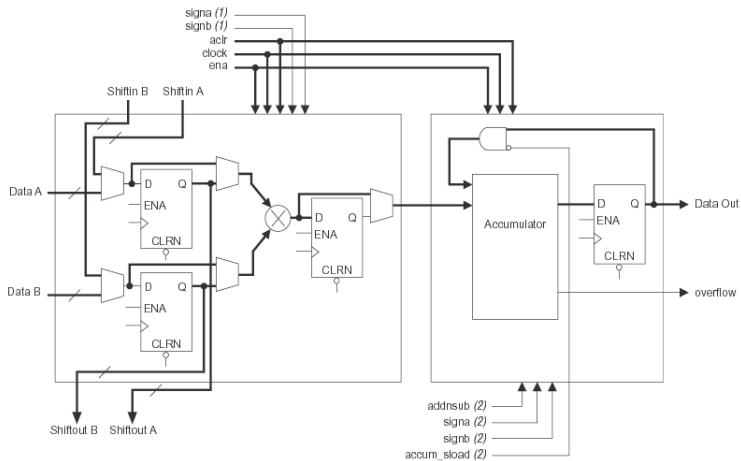 signa (1)
signb (1)
aclr
clock
ena
Shiftin B Shiftin A
Data A
D Q
ENA
CLRN
Data B
D Q
ENA
CLRN
D Q
ENA
CLRN
Accumulator
D Q
ENA
CLRN
Data Out
overflow
Shiftout B Shiftout A
addnsub (2)
signa (2)
signb (2)
accum_sload (2)